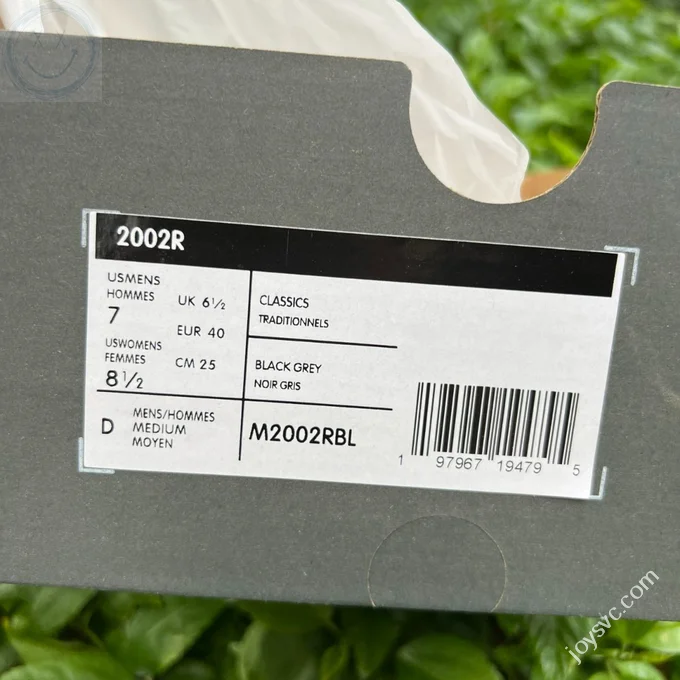 2002R
USMENS
HOMMES
7
UK 6½
EUR 40
USWOMENS
FEMMES
8½
CM 25
CLASSICS
TRADITIONNELS
BLACK GREY
NOIR GRIS
D
MENS/HOMMES
MEDIUM
MOYEN
M2002RBL
1 97967 19479 5
joysvc.com